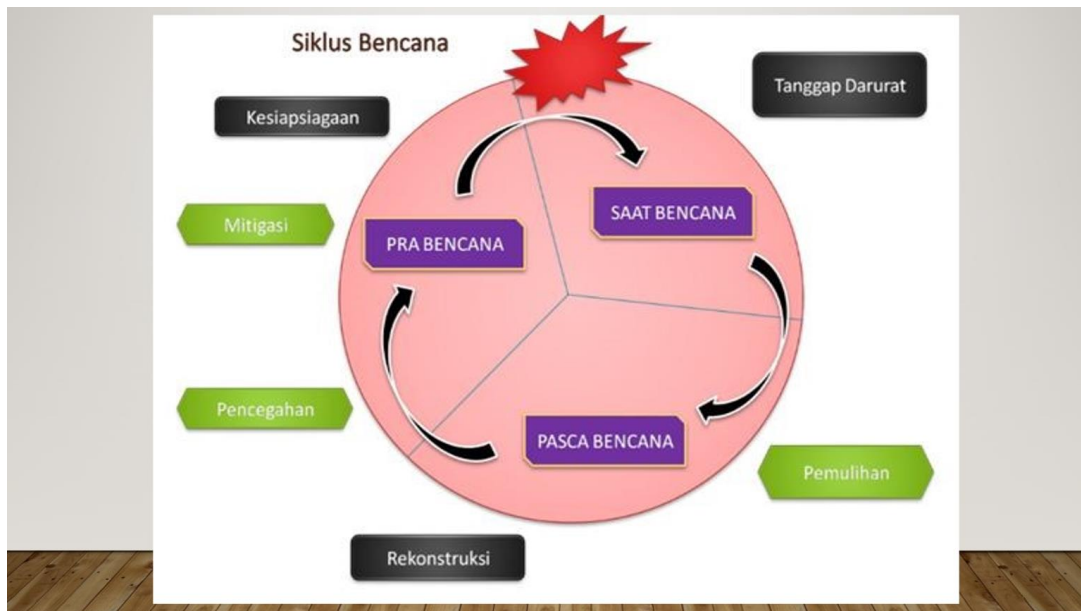 Siklus Bencana
Tanggap Darurat
Kesiapsiagaan
SAAT BENCANA
Mitigasi
PRA BENCANA
Pencegahan
PASCA BENCANA
Pemulihan
Rekonstruksi